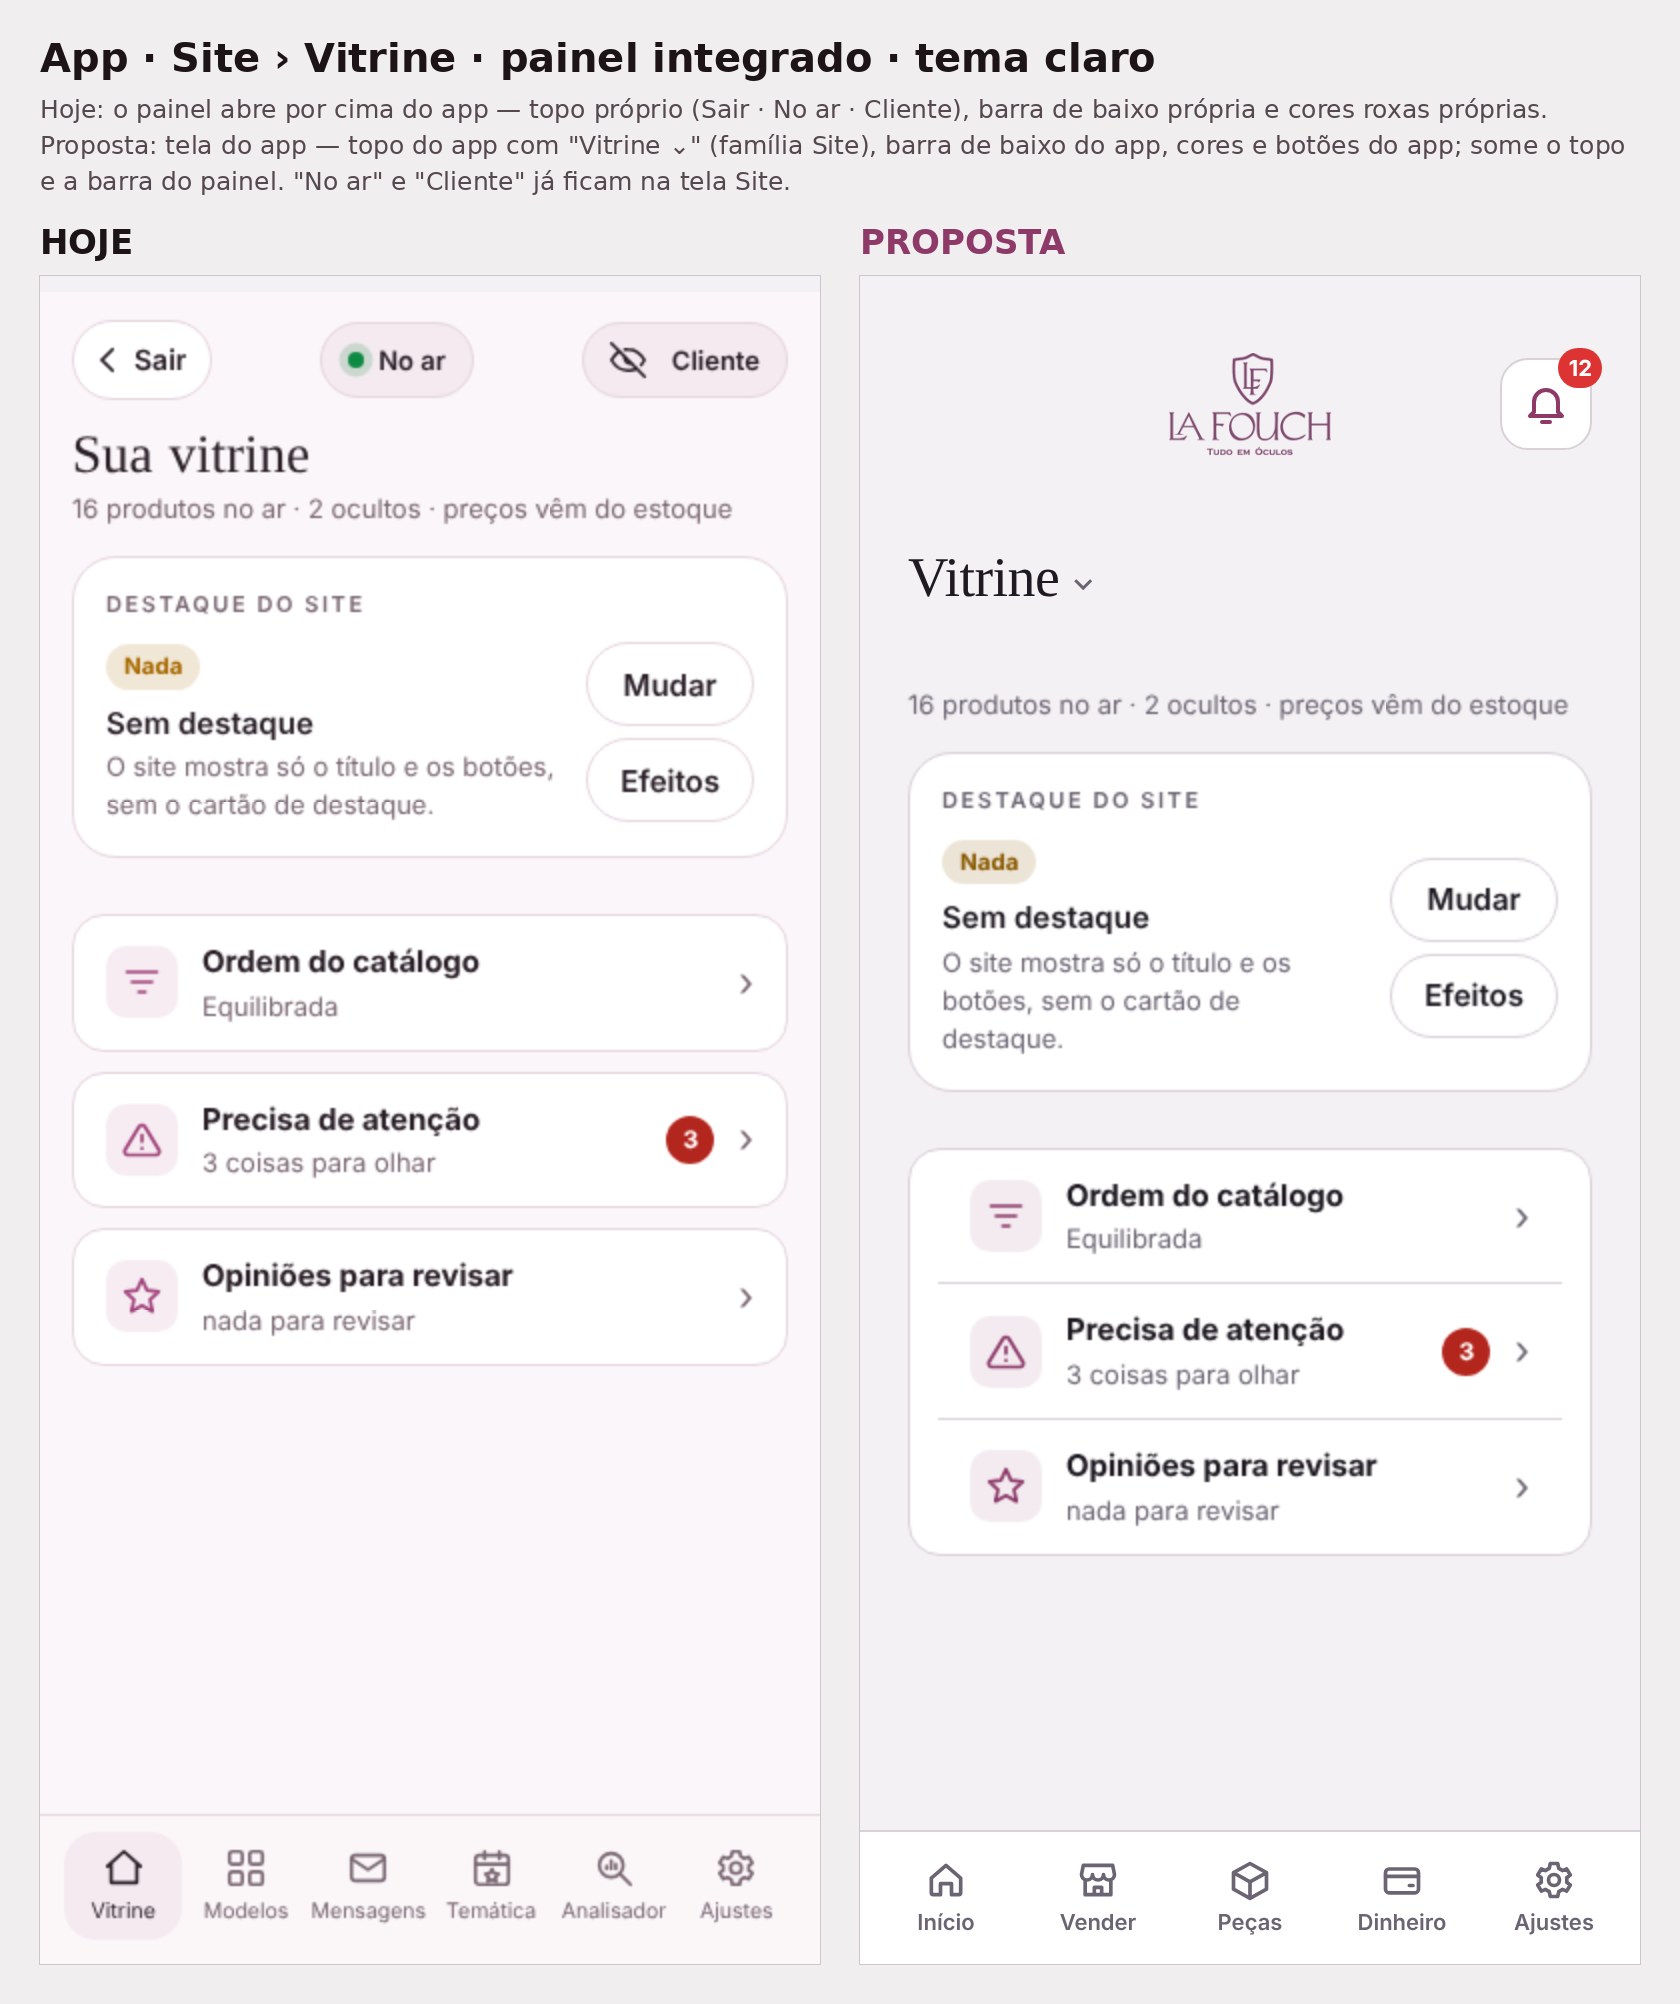 App · Site › Vitrine · painel integrado · tema claro
Hoje: o painel abre por cima do app — topo próprio (Sair · No ar · Cliente), barra de baixo própria e cores roxas próprias.
Proposta: tela do app — topo do app com "Vitrine ⌄" (família Site), barra de baixo do app, cores e botões do app; some o topo
e a barra do painel. "No ar" e "Cliente" já ficam na tela Site.
HOJE
Sair
No ar
Cliente
Sua vitrine
16 produtos no ar · 2 ocultos · preços vêm do estoque
DESTAQUE DO SITE
Nada
Sem destaque
O site mostra só o título e os botões,
sem o cartão de destaque.
Mudar
Efeitos
Ordem do catálogo
Equilibrada
Precisa de atenção
3 coisas para olhar
3
Opiniões para revisar
nada para revisar
Vitrine
Modelos
Mensagens
Temática
Analisador
Ajustes
PROPOSTA
LF
LA FOUCH
TUDO EM ÓCULOS
12
Vitrine
16 produtos no ar · 2 ocultos · preços vêm do estoque
DESTAQUE DO SITE
Nada
Sem destaque
O site mostra só o título e os
botões, sem o cartão de
destaque.
Mudar
Efeitos
Ordem do catálogo
Equilibrada
Precisa de atenção
3 coisas para olhar
3
Opiniões para revisar
nada para revisar
Início
Vender
Peças
Dinheiro
Ajustes